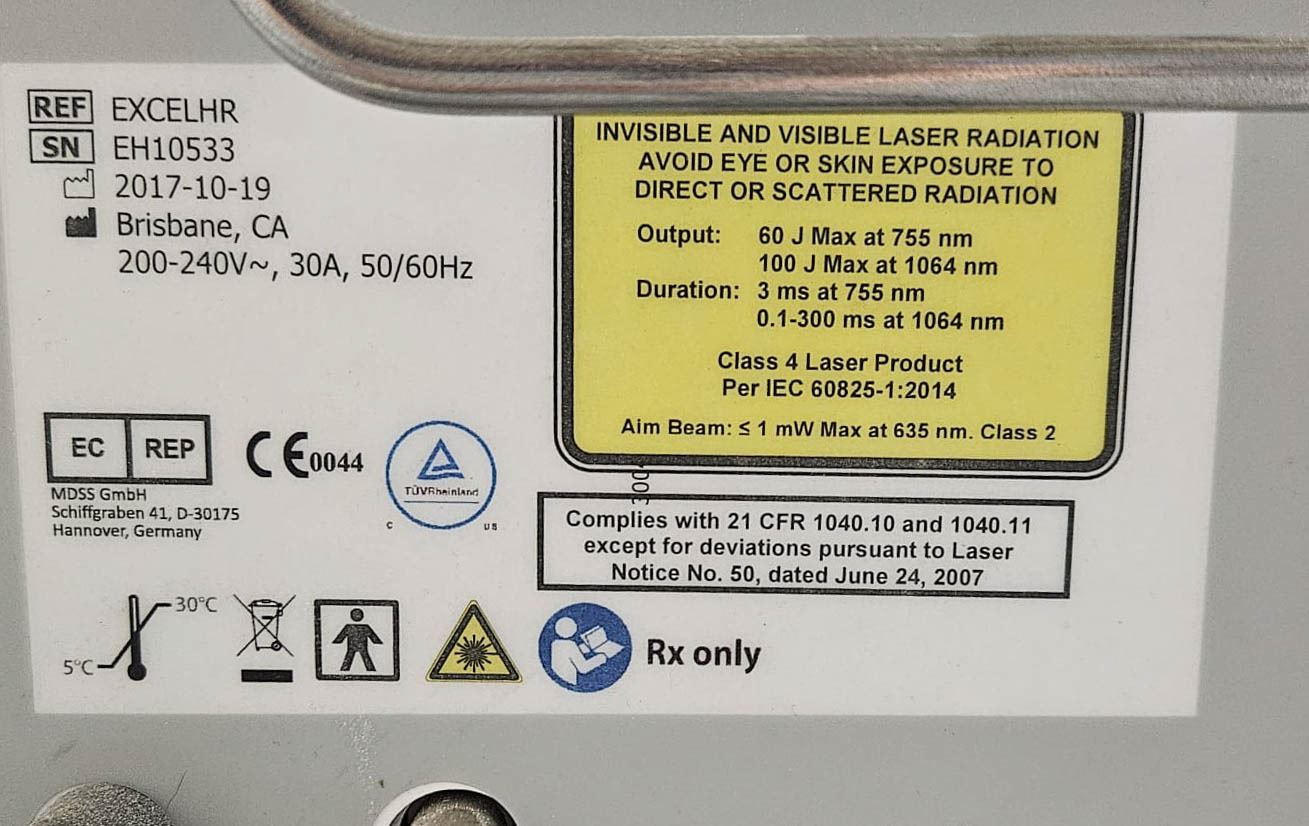 REF EXCELHR
SN EH10533
2017-10-19
Brisbane, CA
200-240V~, 30A, 50/60Hz
INVISIBLE AND VISIBLE LASER RADIATION
AVOID EYE OR SKIN EXPOSURE TO
DIRECT OR SCATTERED RADIATION
Output: 60 J Max at 755 nm
100 J Max at 1064 nm
Duration: 3 ms at 755 nm
0.1-300 ms at 1064 nm
Class 4 Laser Product
Per IEC 60825-1:2014
Aim Beam: ≤ 1 mW Max at 635 nm. Class 2
EC REP
MDSS GmbH
Schiffgraben 41, D-30175
Hannover, Germany
CE0044
TÜVRheinland
C US
Complies with 21 CFR 1040.10 and 1040.11
except for deviations pursuant to Laser
Notice No. 50, dated June 24, 2007
30°C
5°C
Rx only